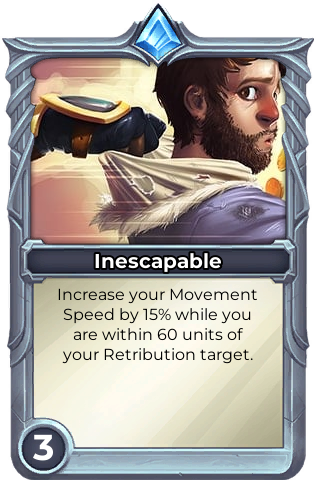 Inescapable
Increase your Movement
Speed by 15% while you
are within 60 units of
your Retribution target.
3